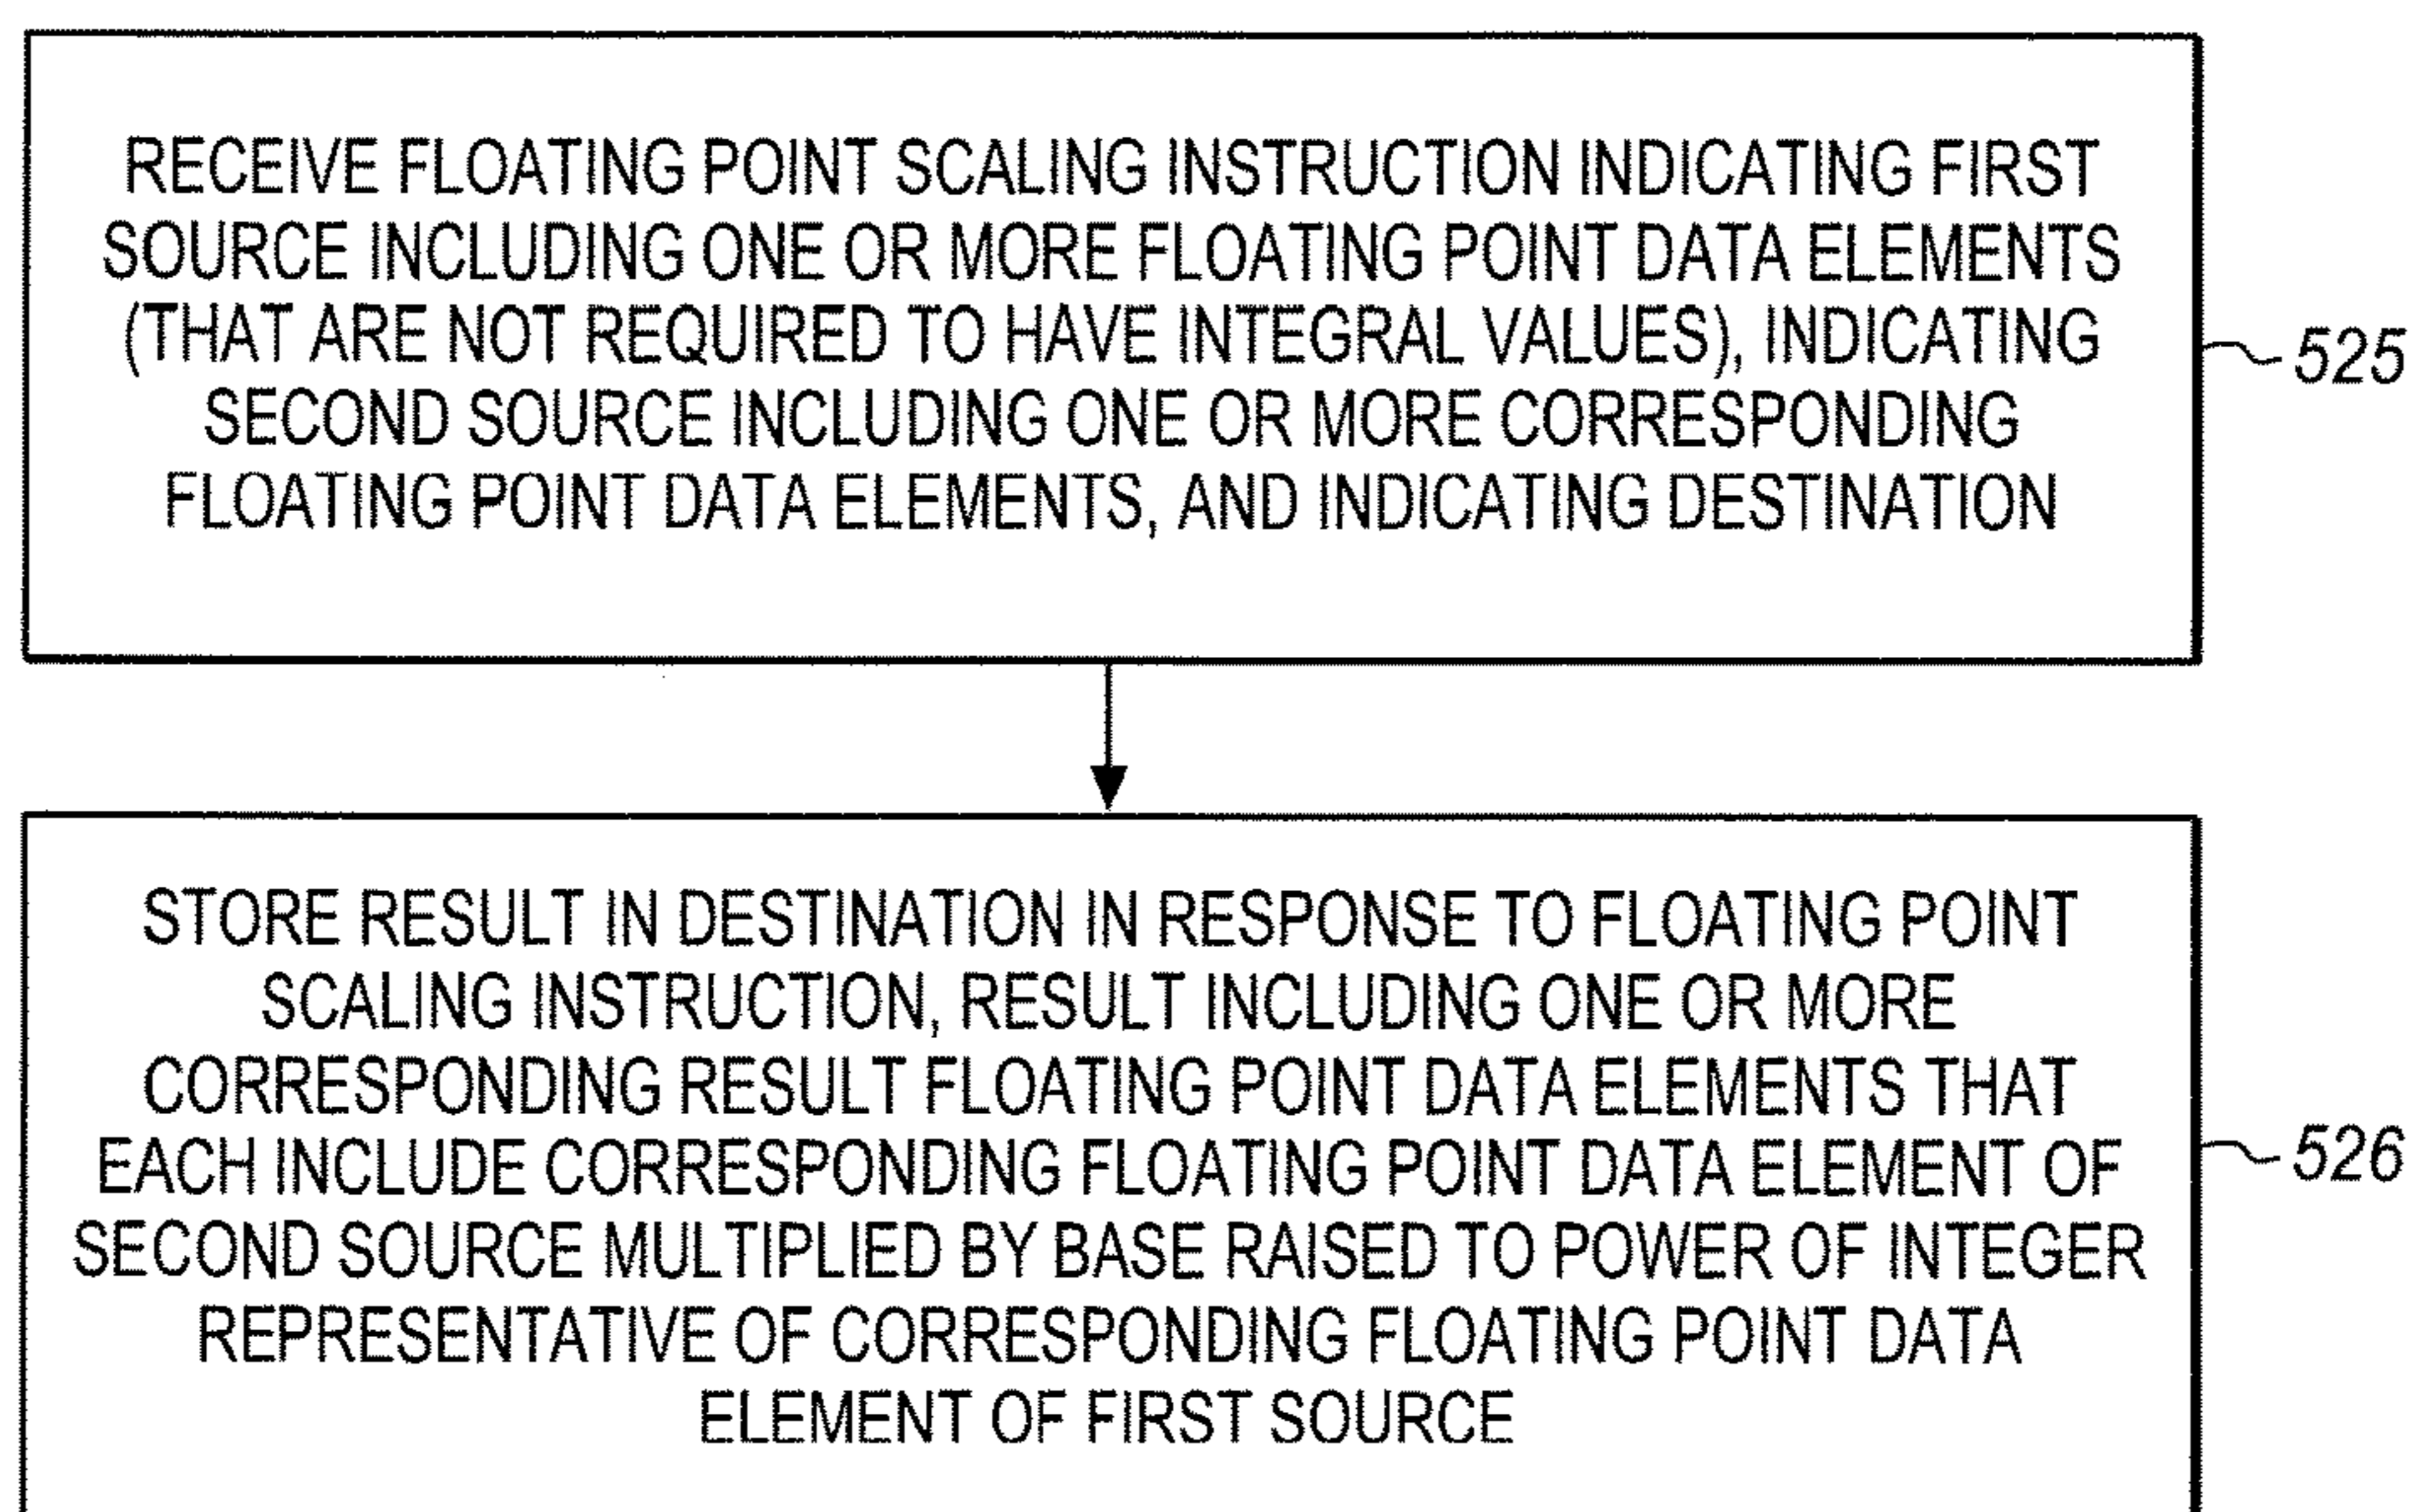 RECEIVE FLOATING POINT SCALING INSTRUCTION INDICATING FIRST
SOURCE INCLUDING ONE OR MORE FLOATING POINT DATA ELEMENTS
(THAT ARE NOT REQUIRED TO HAVE INTEGRAL VALUES), INDICATING
SECOND SOURCE INCLUDING ONE OR MORE CORRESPONDING
FLOATING POINT DATA ELEMENTS, AND INDICATING DESTINATION
525
STORE RESULT IN DESTINATION IN RESPONSE TO FLOATING POINT
SCALING INSTRUCTION, RESULT INCLUDING ONE OR MORE
CORRESPONDING RESULT FLOATING POINT DATA ELEMENTS THAT
EACH INCLUDE CORRESPONDING FLOATING POINT DATA ELEMENT OF
SECOND SOURCE MULTIPLIED BY BASE RAISED TO POWER OF INTEGER
REPRESENTATIVE OF CORRESPONDING FLOATING POINT DATA
ELEMENT OF FIRST SOURCE
526